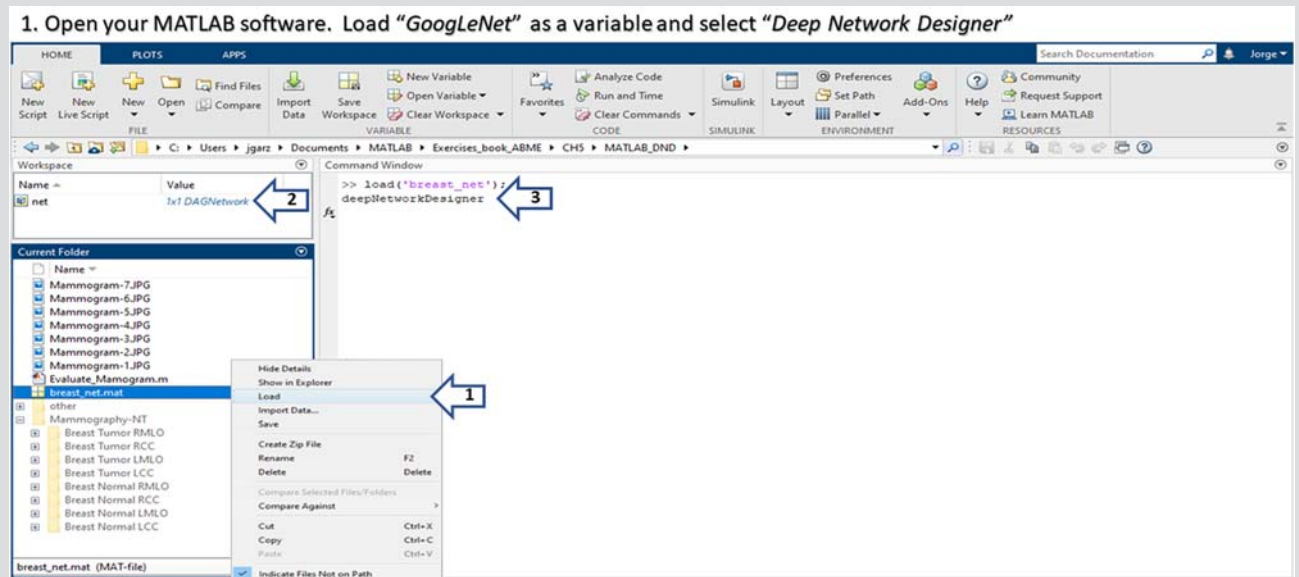 1. Open your MATLAB software. Load “GoogLeNet” as a variable and select “Deep Network Designer”
HOME PLOTS APPS Search Documentation Jorge
New Script New Live Script New Open Find Files Compare
FILE
Import Data Save Workspace New Variable Open Variable Clear Workspace
VARIABLE
Favorites Analyze Code Run and Time Clear Commands
CODE
Simulink
SIMULINK
Layout Preferences Set Path Parallel Add-Ons
ENVIRONMENT
Help Community Request Support Learn MATLAB
RESOURCES
C: Users jgarz Documents MATLAB Exercises_book_ABME CH5 MATLAB_DND
Workspace
Name Value
net 1x1 DAGNetwork
2
Command Window
>> load('breast_net');
fx deepNetworkDesigner
3
Current Folder
Name
Mammogram-7.JPG
Mammogram-6.JPG
Mammogram-5.JPG
Mammogram-4.JPG
Mammogram-3.JPG
Mammogram-2.JPG
Mammogram-1.JPG
Evaluate_Mamogram.m
breast_net.mat
other
Mammography-NT
Breast Tumor RMLO
Breast Tumor RCC
Breast Tumor LMLO
Breast Tumor LCC
Breast Normal RMLO
Breast Normal RCC
Breast Normal LMLO
Breast Normal LCC
breast_net.mat (MAT-file)
Hide Details
Show in Explorer
Load
1
Import Data...
Save
Create Zip File
Rename F2
Delete Delete
Compare Selected Files/Folders
Compare Against
Cut Ctrl+X
Copy Ctrl+C
Paste Ctrl+V
Indicate Files Not on Path